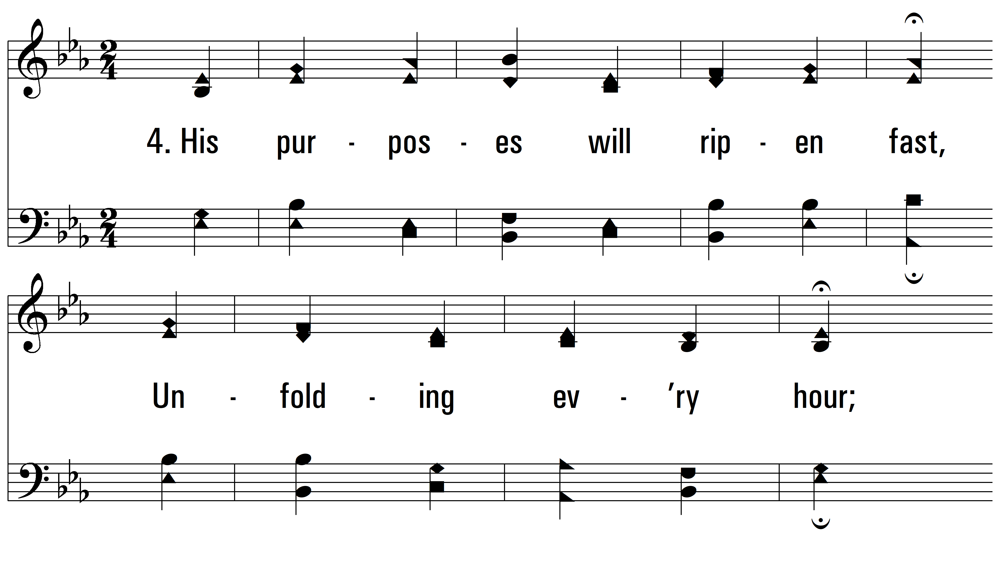 4. His pur - pos - es will rip - en fast,
Un - fold - ing ev - ’ry hour;